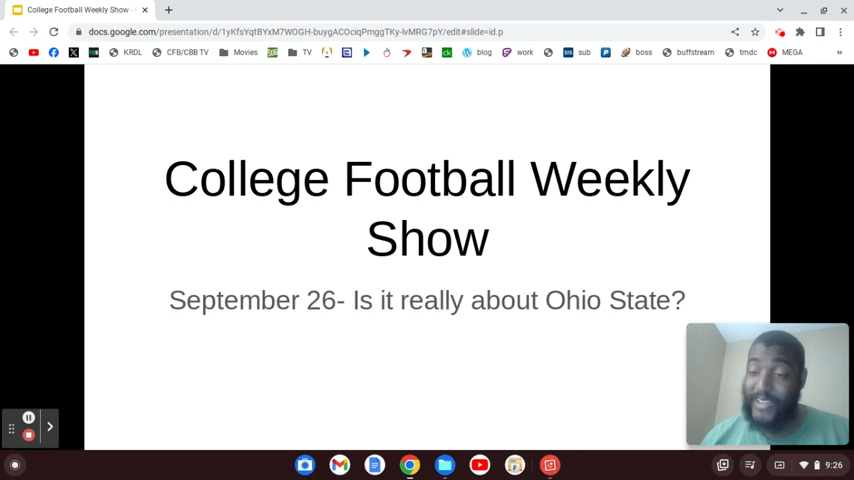 College Football Weekly Show -
docs.google.com/presentation/d/1yKfsYqtBYxM7WOGH-buygACOciqPmggTKy-lvMRG7pY/edit#slide=id.p
KRDL CFB/CBB TV Movies TV blog work sub boss buffstream tmdc MEGA »
College Football Weekly
Show
September 26- Is it really about Ohio State?
9:26